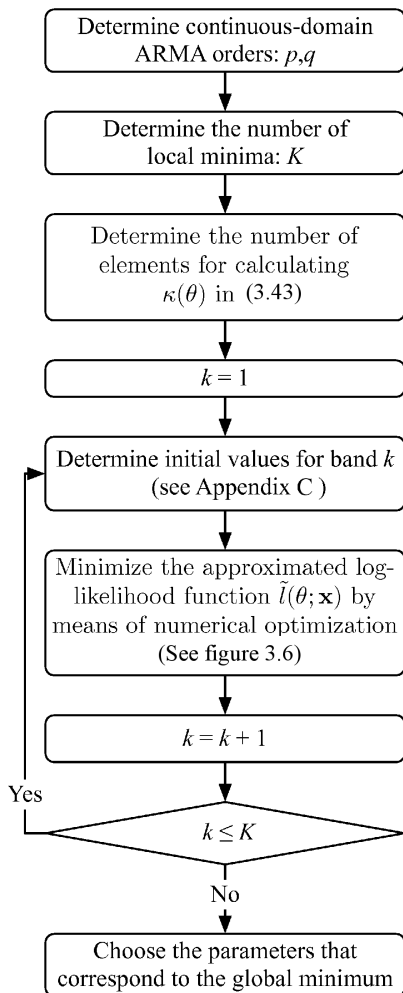 Determine continuous-domain
ARMA orders: p,q
Determine the number of
local minima: K
Determine the number of
elements for calculating
κ(θ) in (3.43)
k = 1
Determine initial values for band k
(see Appendix C )
Minimize the approximated log-
likelihood function l̃(θ; x) by
means of numerical optimization
(See figure 3.6)
k = k + 1
Yes
k ≤ K
No
Choose the parameters that
correspond to the global minimum